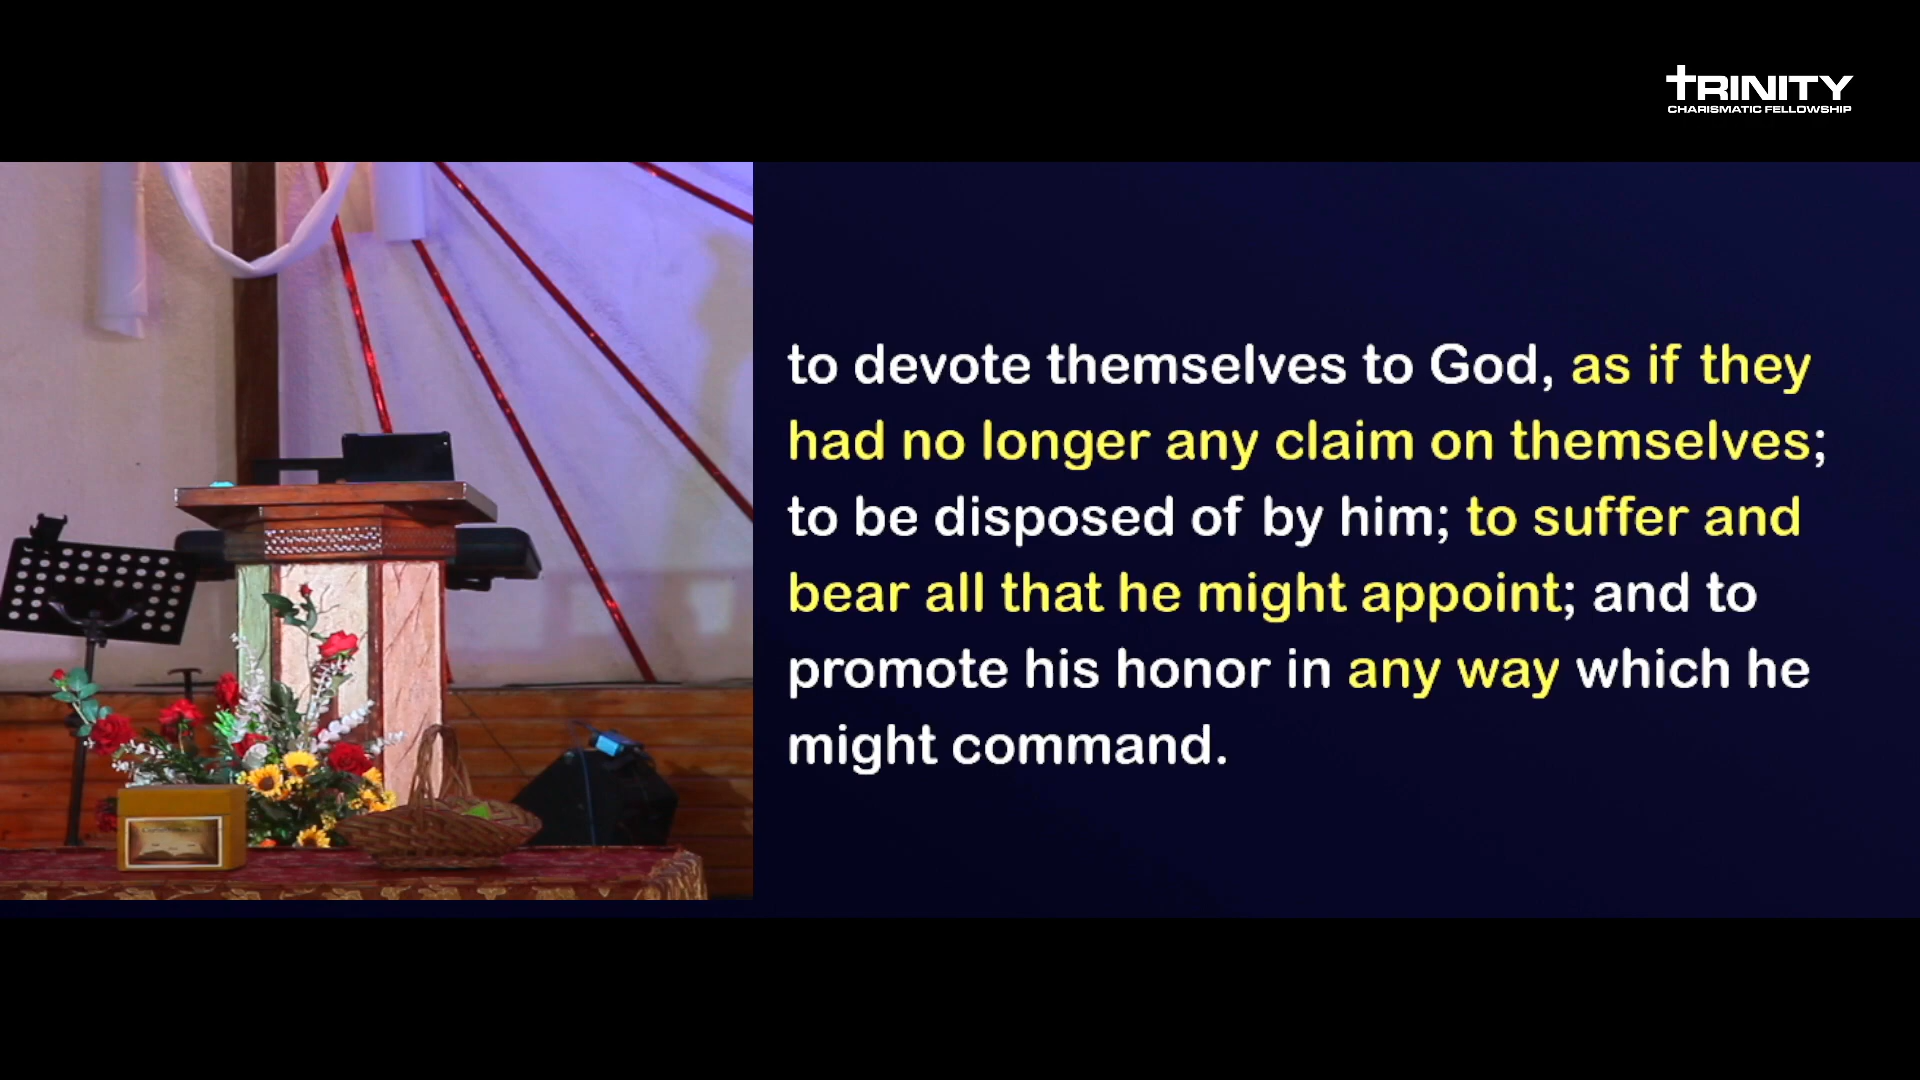 TRINITY
CHARISMATIC FELLOWSHIP
to devote themselves to God, as if they
had no longer any claim on themselves;
to be disposed of by him; to suffer and
bear all that he might appoint; and to
promote his honor in any way which he
might command.